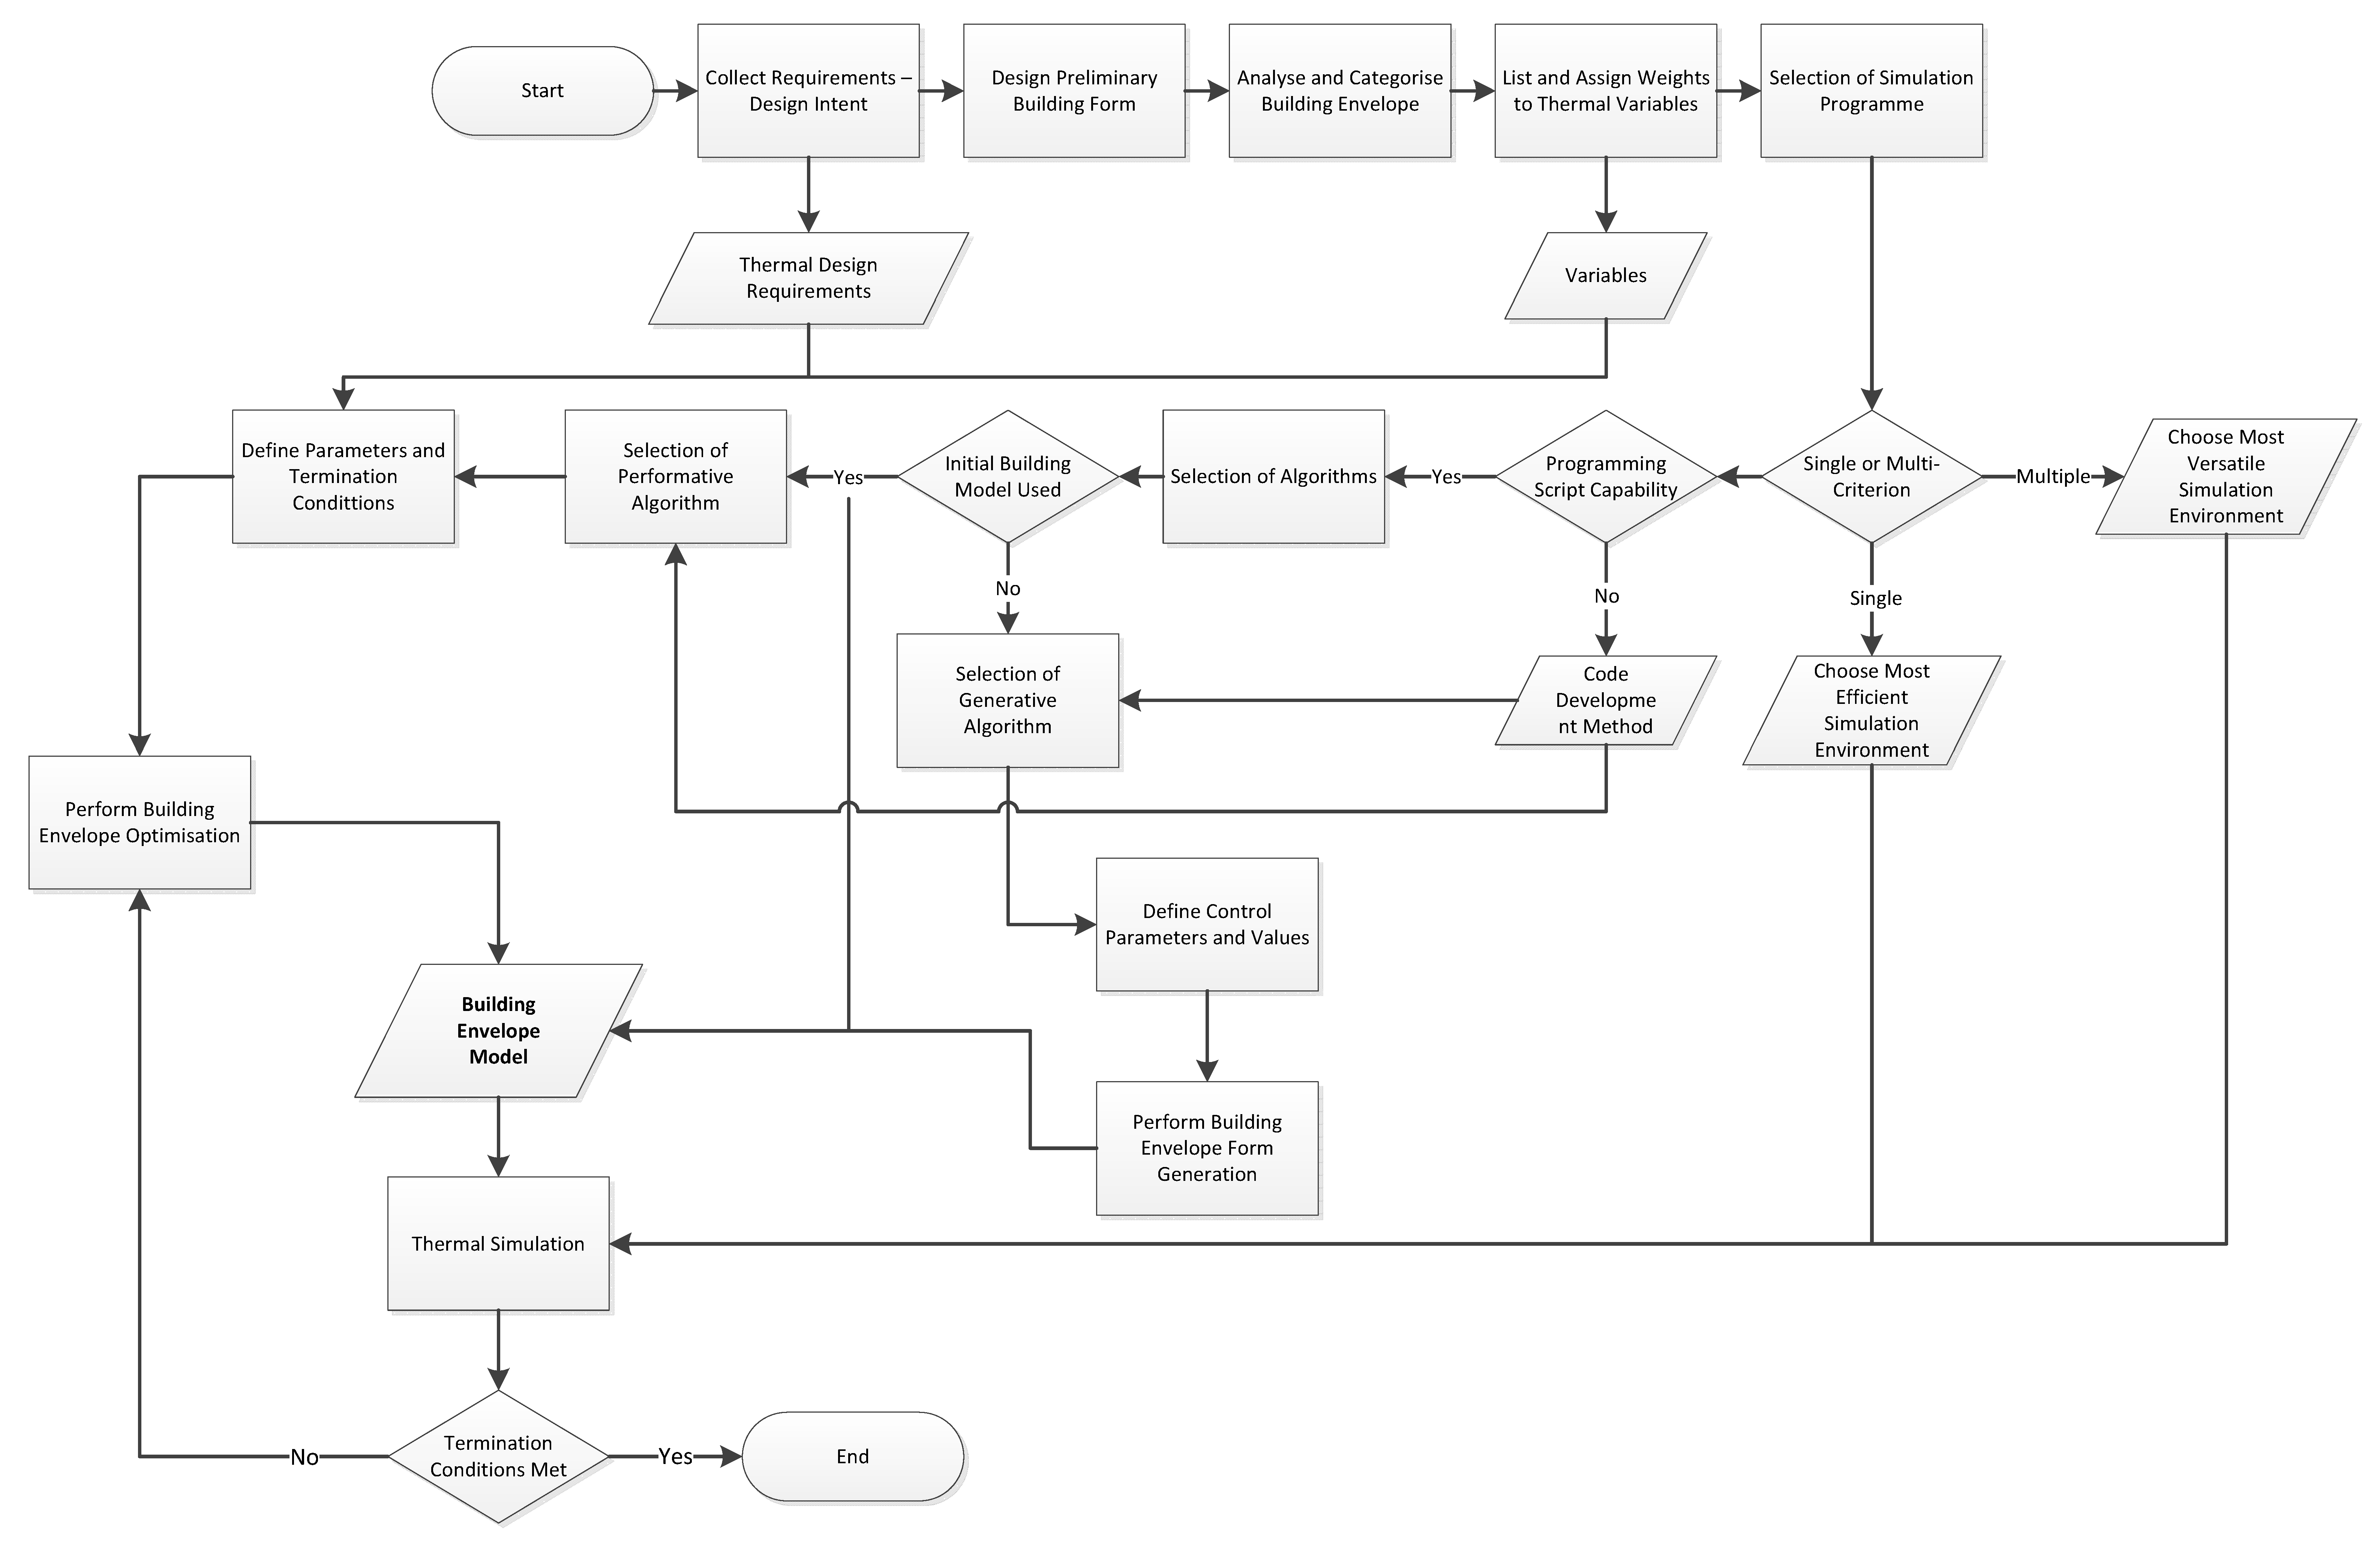 Start
Collect Requirements –
Design Intent
Design Preliminary
Building Form
Analyse and Categorise
Building Envelope
List and Assign Weights
to Thermal Variables
Selection of Simulation
Programme
Thermal Design
Requirements
Variables
Define Parameters and
Termination
Condittions
Selection of
Performative
Algorithm
Yes
Initial Building
Model Used
Selection of Algorithms
Yes
Programming
Script Capability
Single or Multi-
Criterion
Multiple
Choose Most
Versatile
Simulation
Environment
No
No
Single
Selection of
Generative
Algorithm
Code
Developme
nt Method
Choose Most
Efficient
Simulation
Environment
Perform Building
Envelope Optimisation
Define Control
Parameters and Values
Building
Envelope
Model
Perform Building
Envelope Form
Generation
Thermal Simulation
No
Termination
Conditions Met
Yes
End